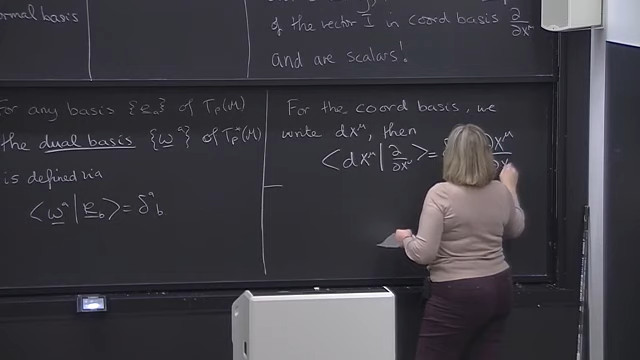 ormal basis
of the vector I in coord basis ∂/∂x^μ
and are scalars!
For any basis {e_a} of T_p(M)
the dual basis {ω^a} of T_p^*(M)
is defined via
< ω^a | e_b > = δ^a_b
For the coord basis, we
write dx^μ, then
< dx^μ | ∂/∂x^ν > = ∂x^μ/∂x